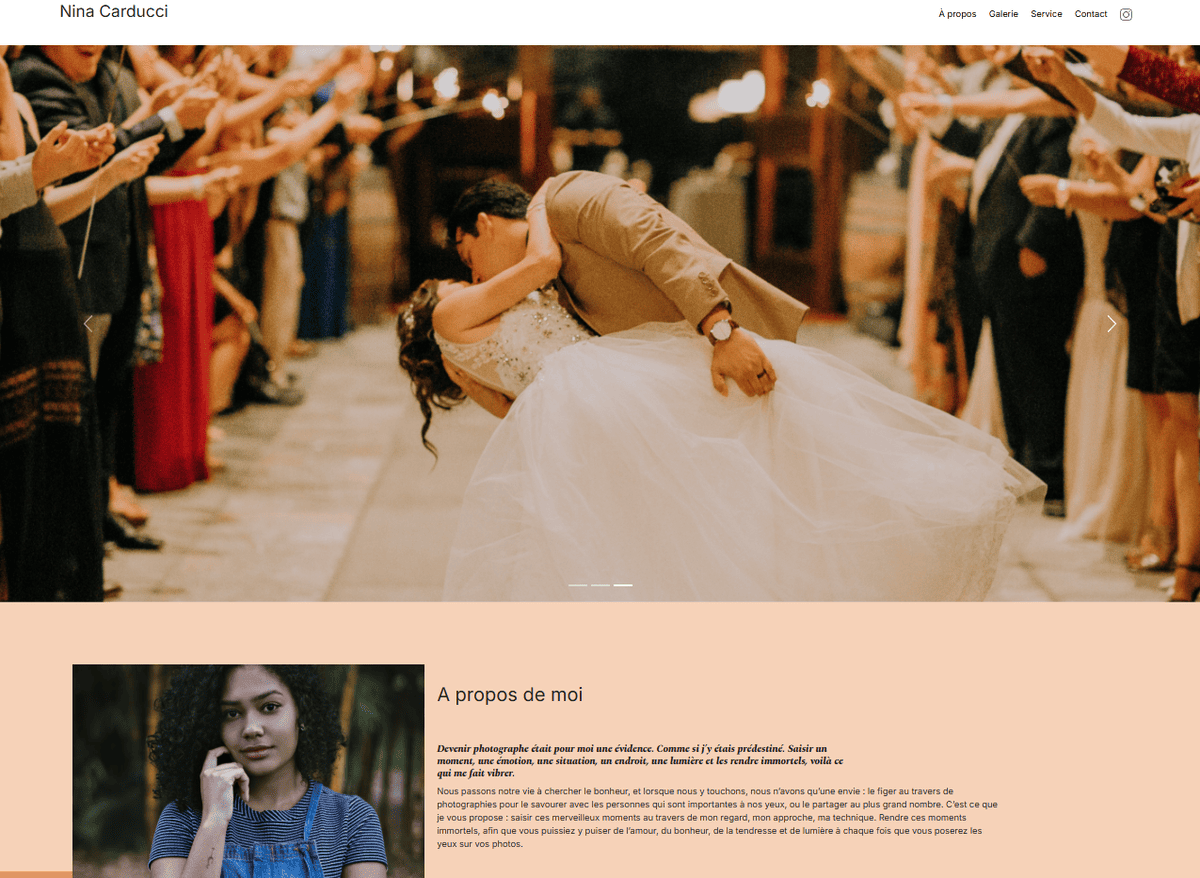 Nina Carducci
À propos Galerie Service Contact
A propos de moi
Devenir photographe était pour moi une évidence. Comme si j'y étais prédestiné. Saisir un
moment, une émotion, une situation, un endroit, une lumière et les rendre immortels, voilà ce
qui me fait vibrer.
Nous passons notre vie à chercher le bonheur, et lorsque nous y touchons, nous n'avons qu'une envie : le figer au travers de
photographies pour le savourer avec les personnes qui sont importantes à nos yeux, ou le partager au plus grand nombre. C'est ce que
je vous propose : saisir ces merveilleux moments au travers de mon regard, mon approche, ma technique. Rendre ces moments
immortels, afin que vous puissiez y puiser de l'amour, du bonheur, de la tendresse et de lumière à chaque fois que vous poserez les
yeux sur vos photos.